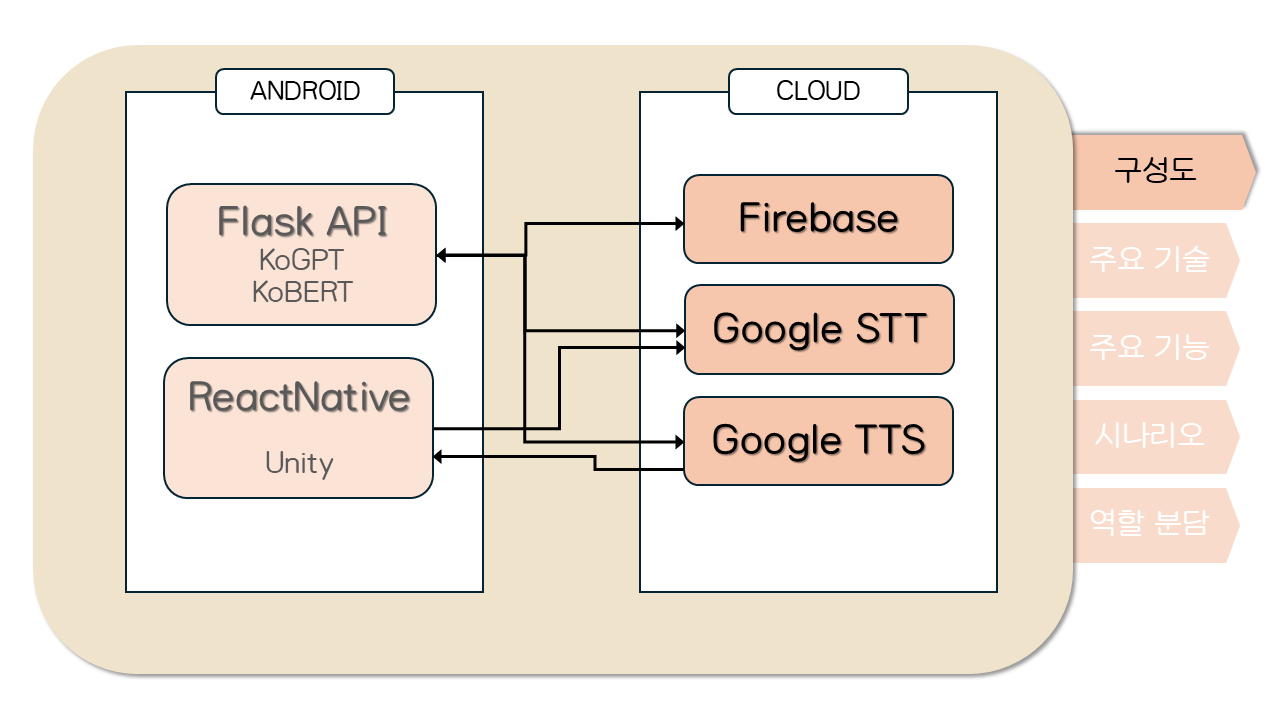 ANDROID
Flask API
KoGPT
KoBERT
ReactNative
Unity
CLOUD
Firebase
Google STT
Google TTS
구성도
주요 기술
주요 기능
시나리오
역할 분담